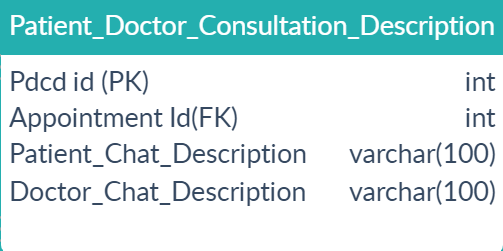 Patient_Doctor_Consultation_Description
Pdcd id (PK) int
Appointment Id(FK) int
Patient_Chat_Description varchar(100)
Doctor_Chat_Description varchar(100)